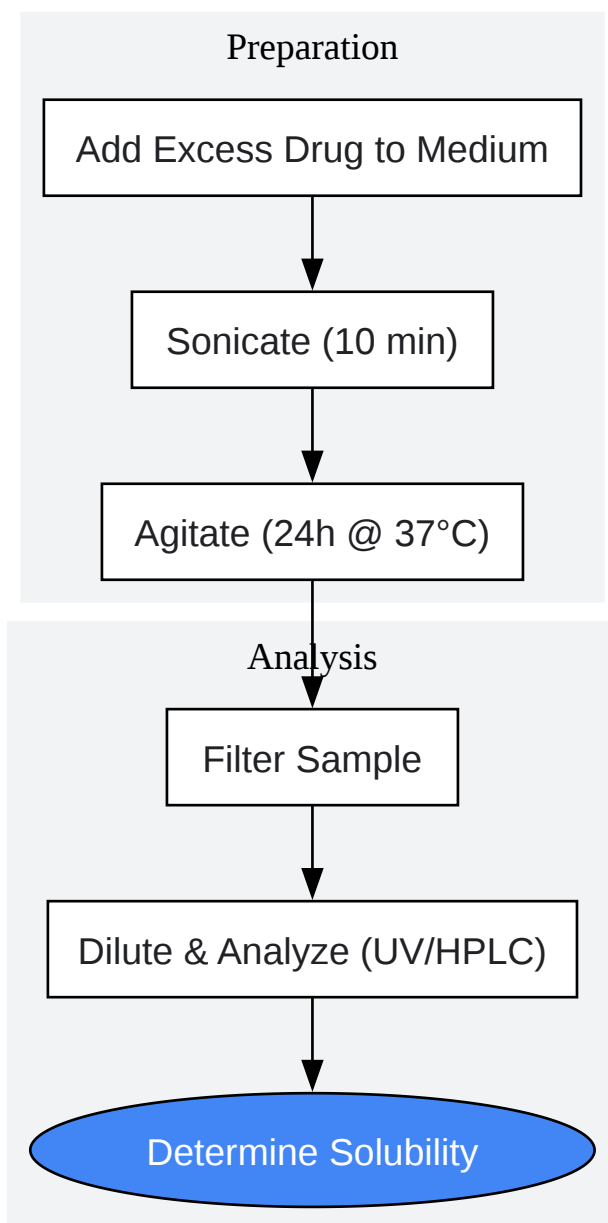 Preparation
Add Excess Drug to Medium
Sonicate (10 min)
Agitate (24h @ 37°C)
Analysis
Filter Sample
Dilute & Analyze (UV/HPLC)
Determine Solubility